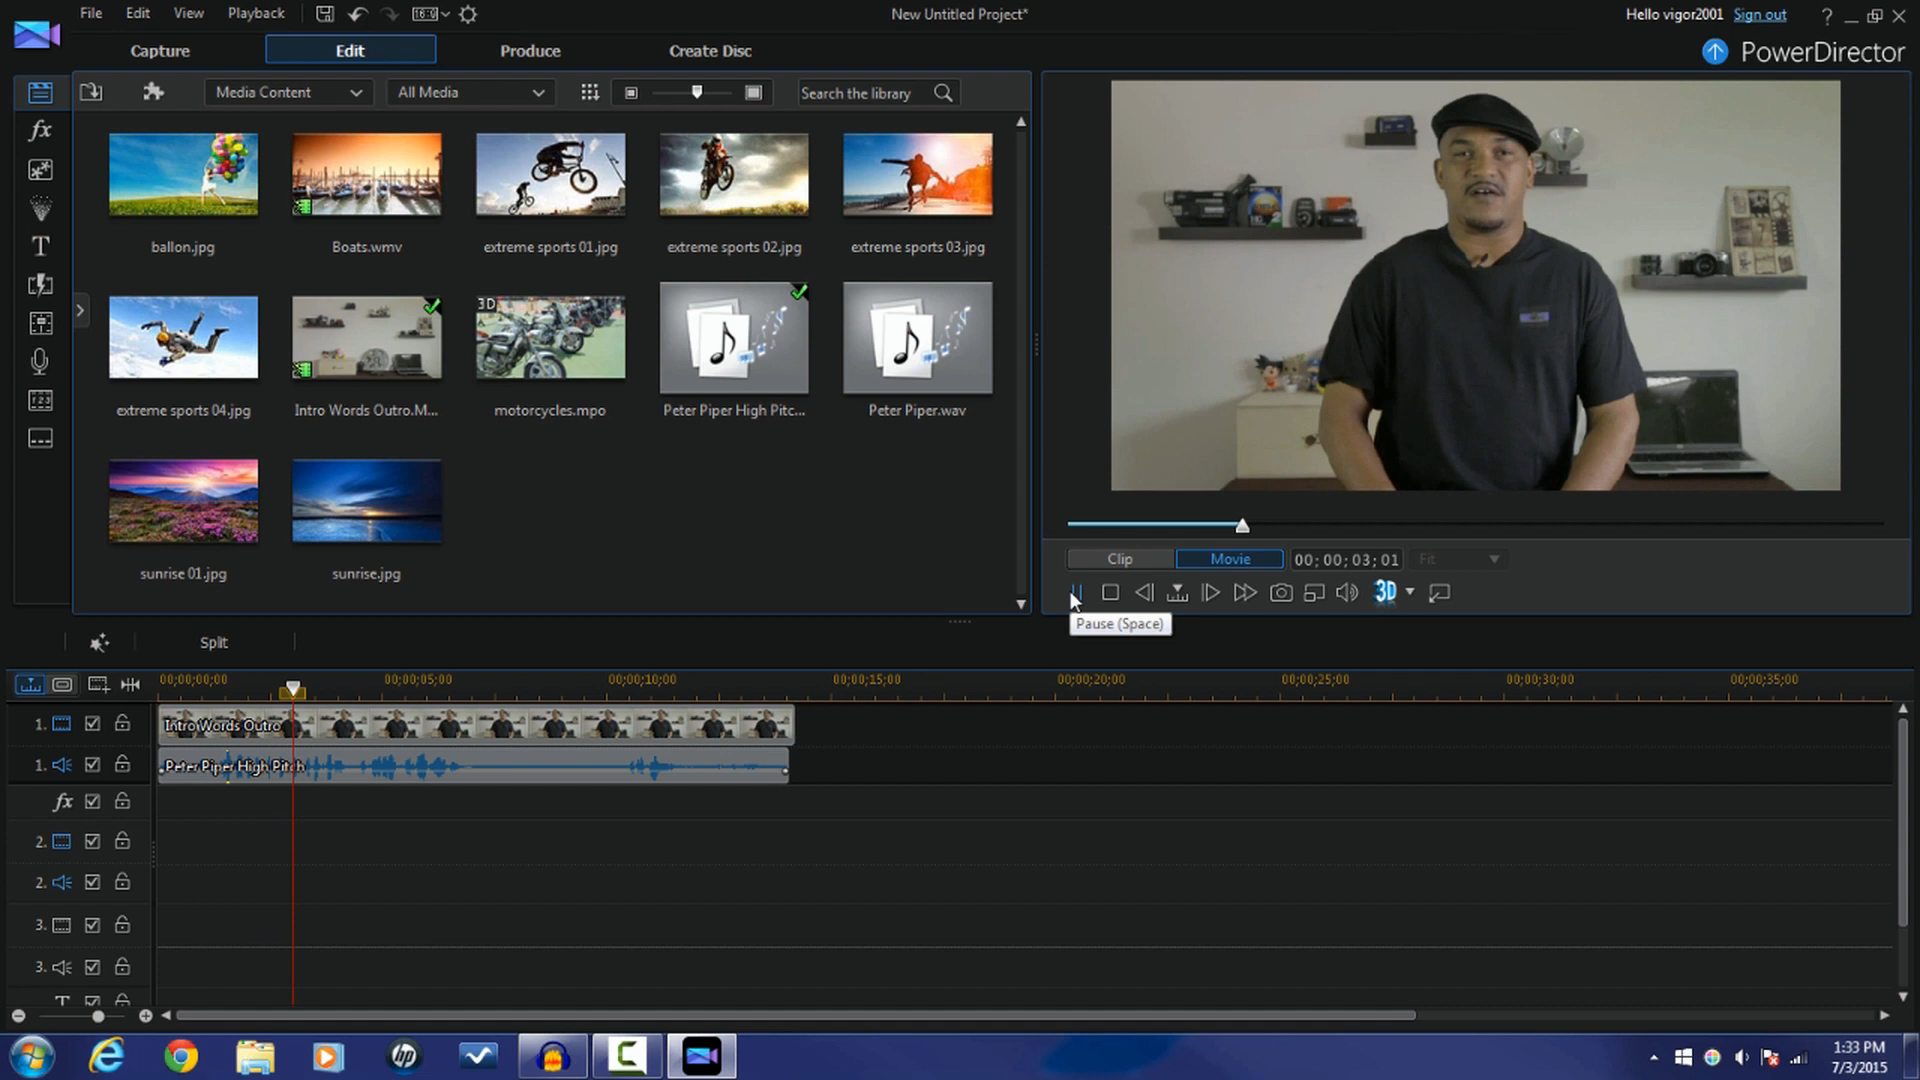 File Edit View Playback 16:9 New Untitled Project* Hello vigor2001 Sign out ?
Capture Edit Produce Create Disc PowerDirector
Media Content All Media Search the library
fx
T
ballon.jpg Boats.wmv extreme sports 01.jpg extreme sports 02.jpg extreme sports 03.jpg
3D
extreme sports 04.jpg Intro Words Outro.M... motorcycles.mpo Peter Piper High Pitc... Peter Piper.wav
sunrise 01.jpg sunrise.jpg
Clip Movie 00; 00; 03; 01 Fit
3D
Pause (Space)
Split
00;00;00;00 00;00;05;00 00;00;10;00 00;00;15;00 00;00;20;00 00;00;25;00 00;00;30;00 00;00;35;00
1. Intro Words Outro
1. Peter Piper High Pitch
fx
2.
2.
3.
3.
T
hp
1:33 PM
7/3/2015